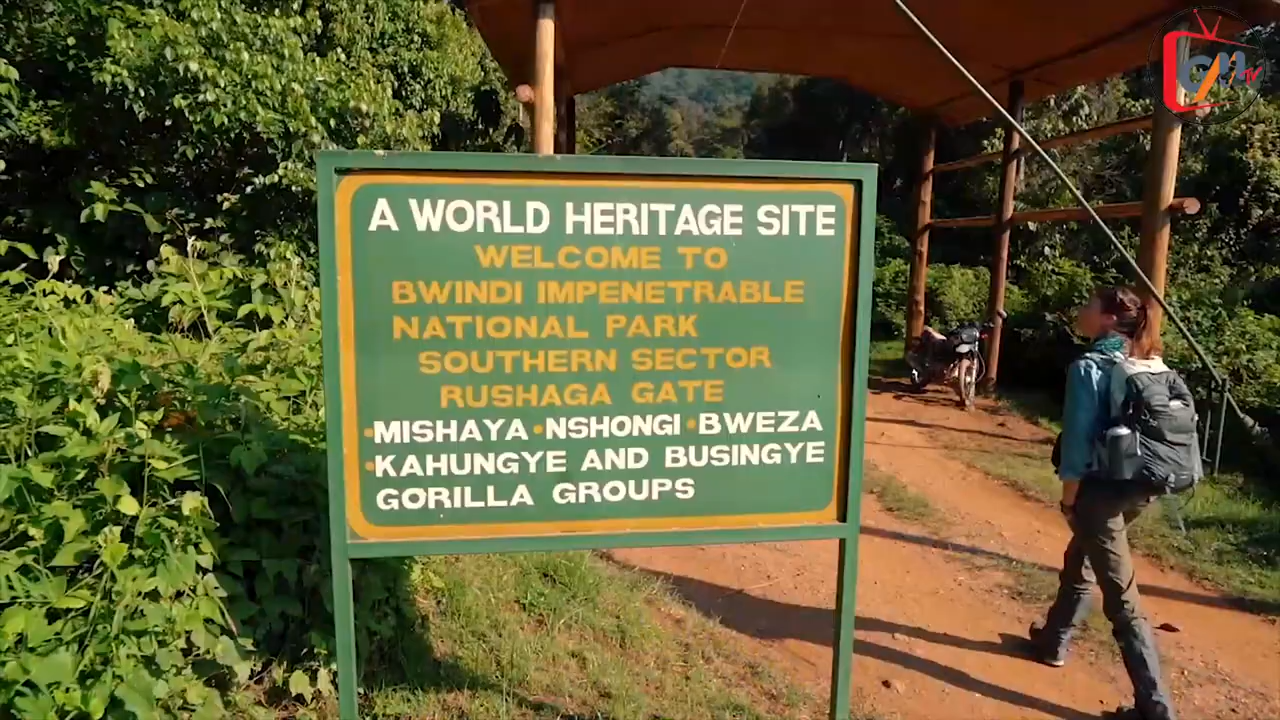 A WORLD HERITAGE SITE
WELCOME TO
BWINDI IMPENETRABLE
NATIONAL PARK
SOUTHERN SECTOR
RUSHAGA GATE
•MISHAYA•NSHONGI•BWEZA
•KAHUNGYE AND BUSINGYE
GORILLA GROUPS